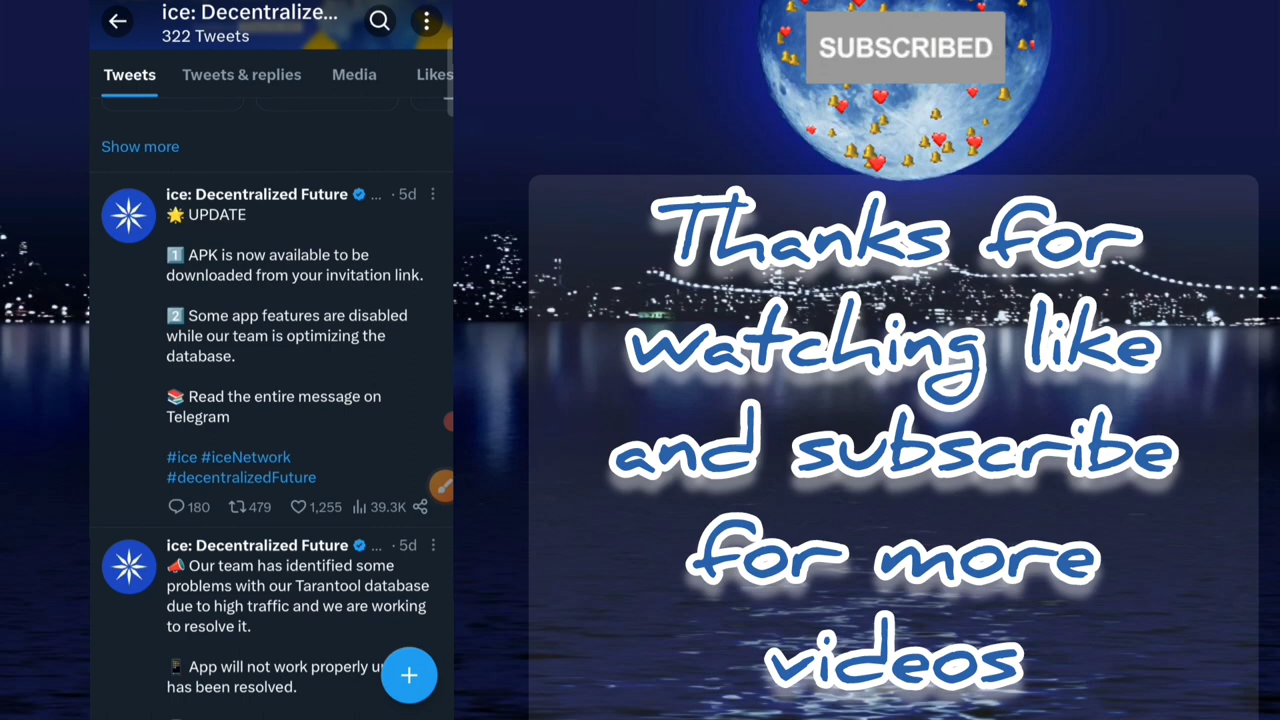 ice: Decentralize...
322 Tweets
Tweets Tweets & replies Media Likes
Show more
ice: Decentralized Future ... · 5d
🌟 UPDATE
1️⃣ APK is now available to be
downloaded from your invitation link.
2️⃣ Some app features are disabled
while our team is optimizing the
database.
📚 Read the entire message on
Telegram
#ice #iceNetwork
#decentralizedFuture
180 479 1,255 39.3K
ice: Decentralized Future ... · 5d
📣 Our team has identified some
problems with our Tarantool database
due to high traffic and we are working
to resolve it.
📱 App will not work properly u
has been resolved.
SUBSCRIBED
Thanks for
watching like
and subscribe
for more
videos